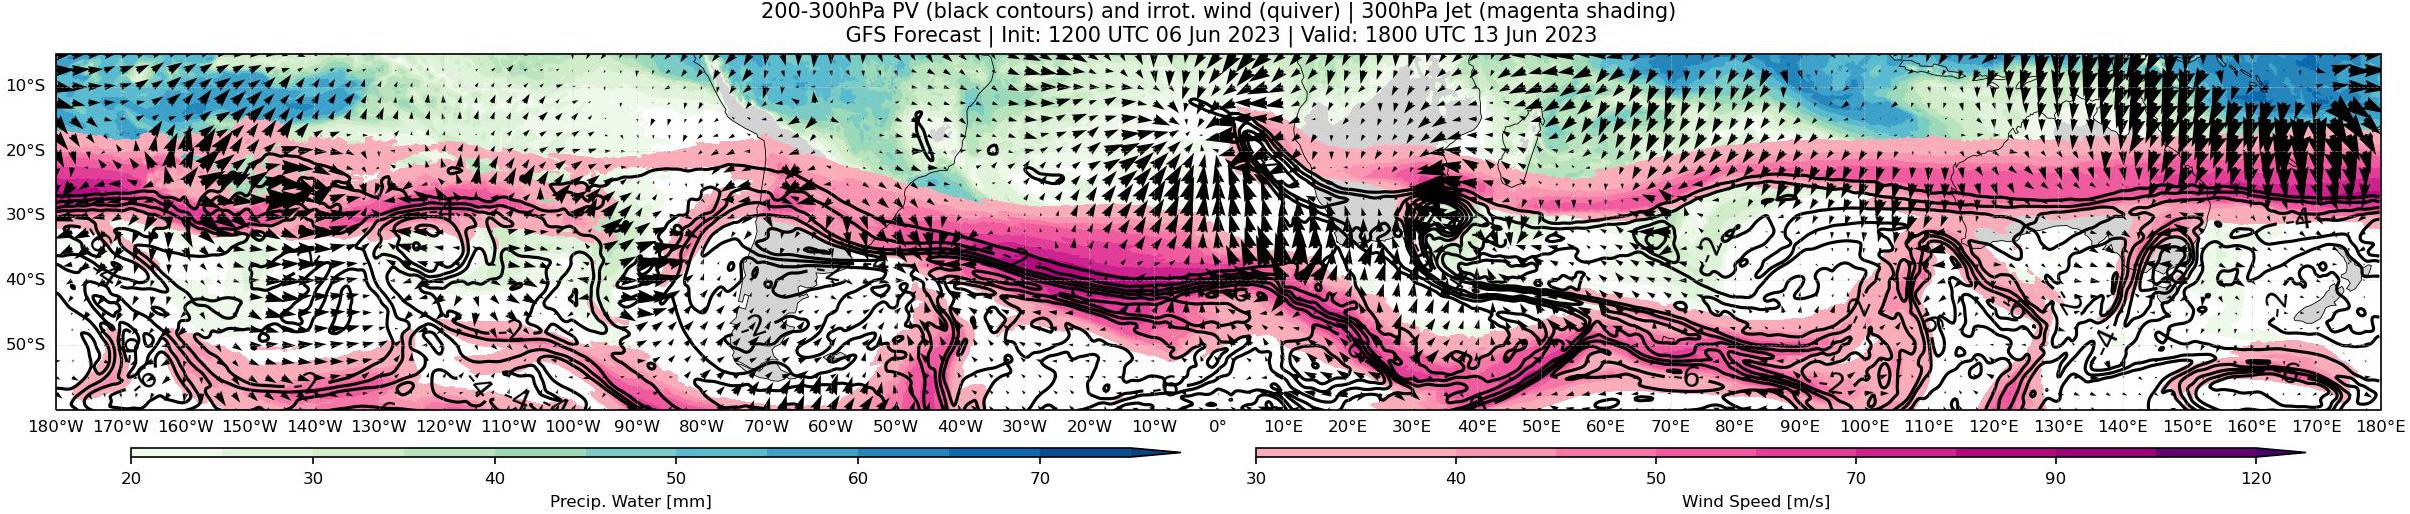 200-300hPa PV (black contours) and irrot. wind (quiver) | 300hPa Jet (magenta shading)
GFS Forecast | Init: 1200 UTC 06 Jun 2023 | Valid: 1800 UTC 13 Jun 2023
10°S
20°S
30°S
40°S
50°S
180°W 170°W 160°W 150°W 140°W 130°W 120°W 110°W 100°W 90°W 80°W 70°W 60°W 50°W 40°W 30°W 20°W 10°W 0° 10°E 20°E 30°E 40°E 50°E 60°E 70°E 80°E 90°E 100°E 110°E 120°E 130°E 140°E 150°E 160°E 170°E 180°E
20 30 40 50 60 70
Precip. Water [mm]
30 40 50 70 90 120
Wind Speed [m/s]